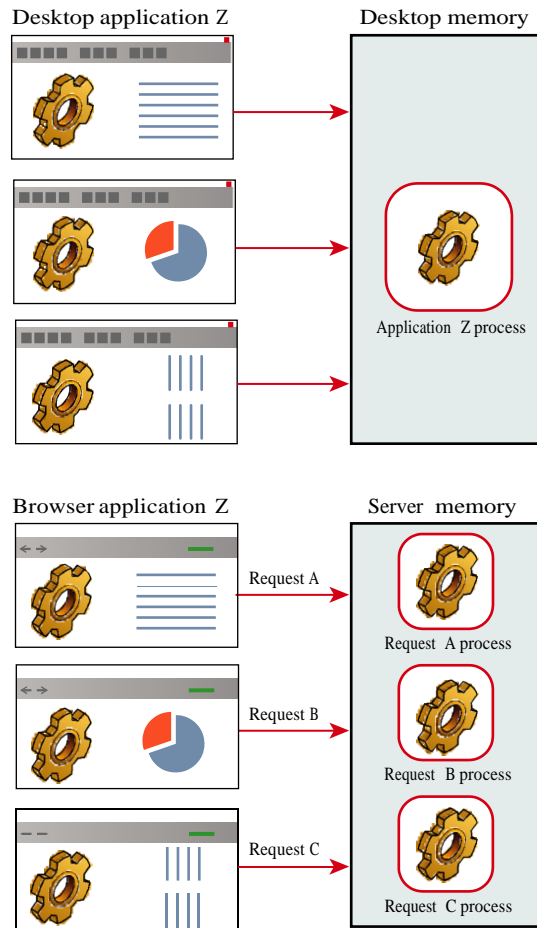 Desktop application Z
Desktop memory
Application Z process
Browser application Z
Server memory
Request A
Request A process
Request B
Request B process
Request C
Request C process